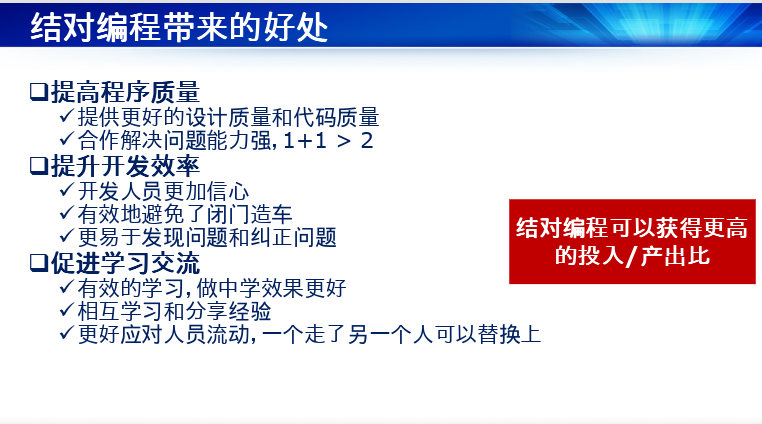 结对编程带来的好处
❑提高程序质量
✓提供更好的设计质量和代码质量
✓合作解决问题能力强,1+1 > 2
❑提升开发效率
✓开发人员更加信心
✓有效地避免了闭门造车
✓更易于发现问题和纠正问题
❑促进学习交流
✓有效的学习,做中学效果更好
✓相互学习和分享经验
✓更好应对人员流动,一个走了另一个人可以替换上
结对编程可以获得更高
的投入/产出比